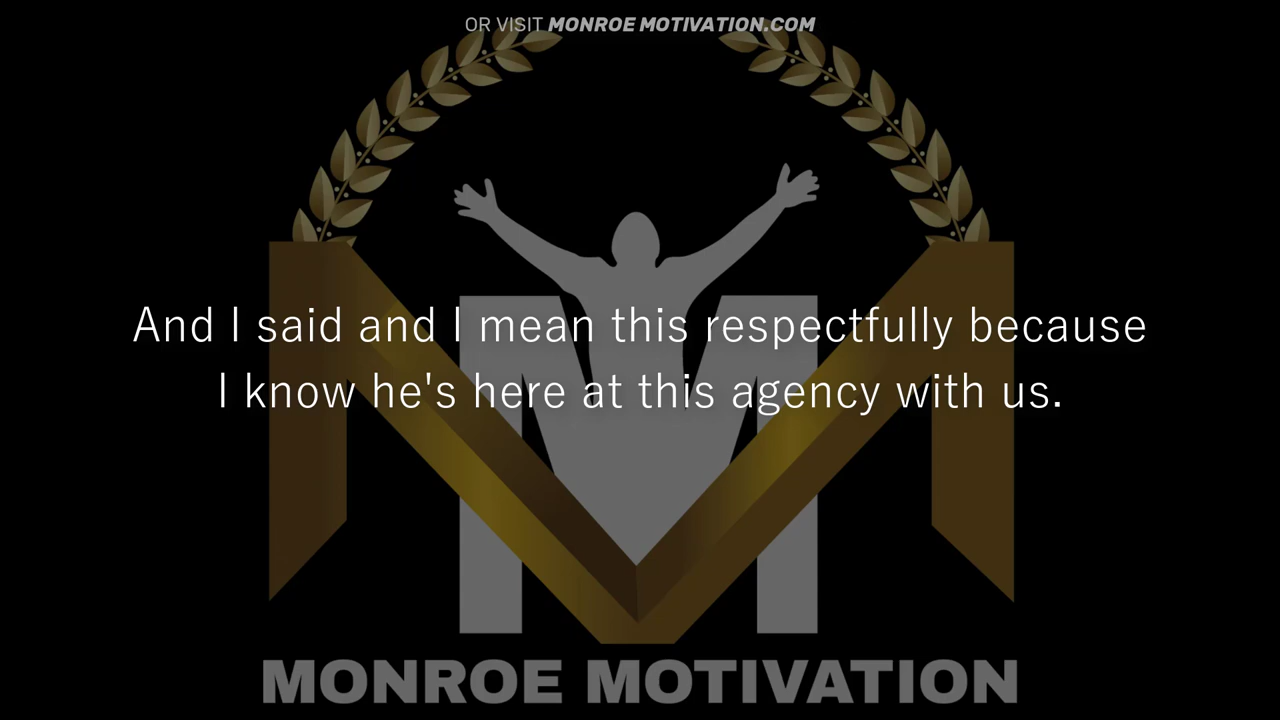 OR VISIT MONROE MOTIVATION.COM
And I said and I mean this respectfully because
I know he's here at this agency with us.
MONROE MOTIVATION